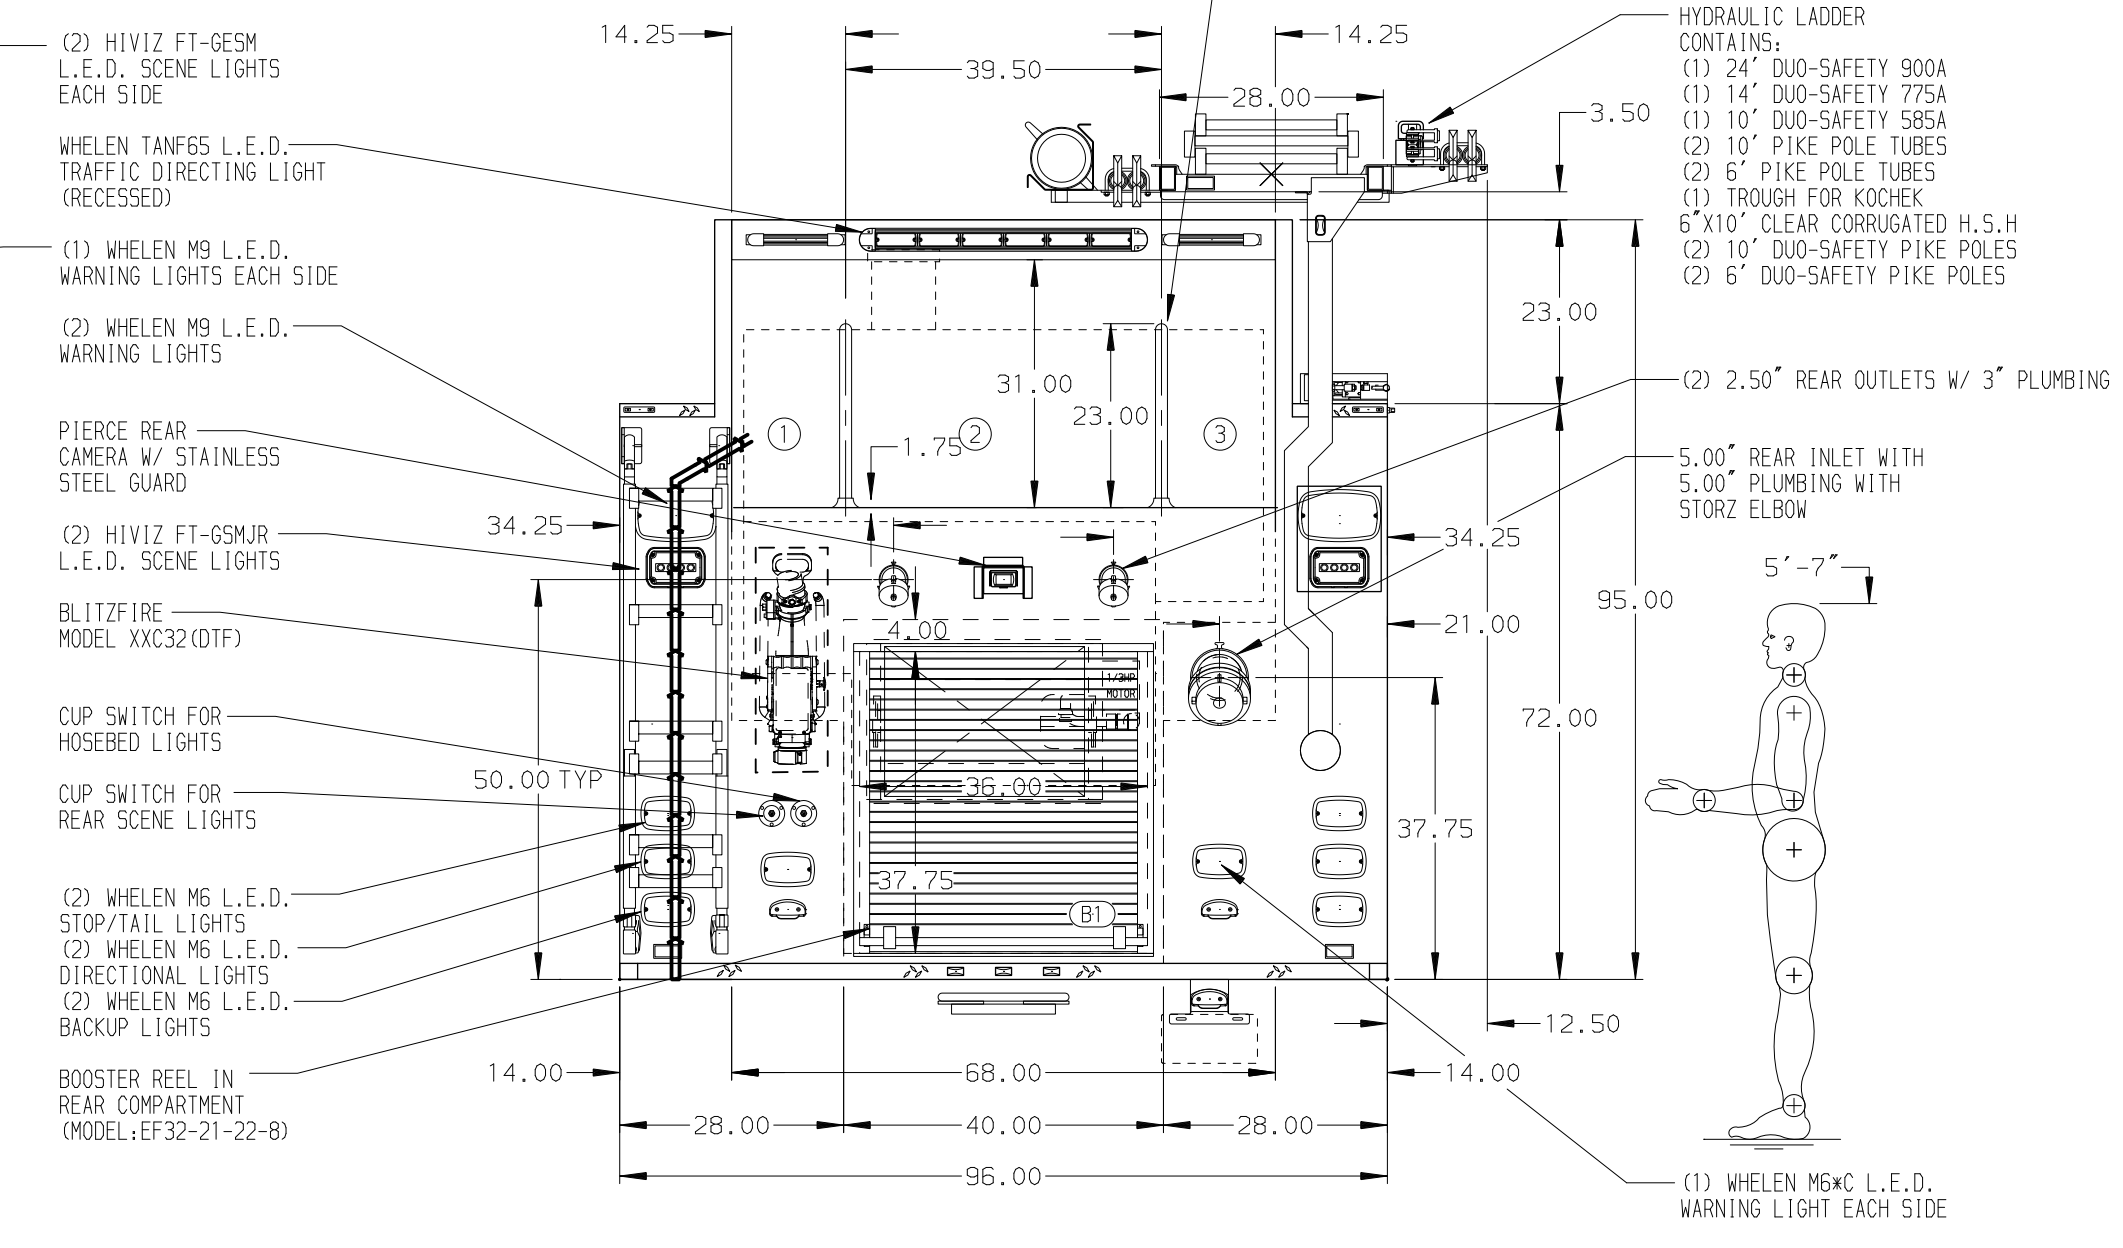 (2) HIVIZ FT-GESM
L.E.D. SCENE LIGHTS
EACH SIDE
WHELEN TANF65 L.E.D.
TRAFFIC DIRECTING LIGHT
(RECESSED)
(1) WHELEN M9 L.E.D.
WARNING LIGHTS EACH SIDE
(2) WHELEN M9 L.E.D.
WARNING LIGHTS
PIERCE REAR
CAMERA W/ STAINLESS
STEEL GUARD
(2) HIVIZ FT-GSMJR
L.E.D. SCENE LIGHTS
BLITZFIRE
MODEL XXC32(DTF)
CUP SWITCH FOR
HOSEBED LIGHTS
CUP SWITCH FOR
REAR SCENE LIGHTS
(2) WHELEN M6 L.E.D.
STOP/TAIL LIGHTS
(2) WHELEN M6 L.E.D.
DIRECTIONAL LIGHTS
(2) WHELEN M6 L.E.D.
BACKUP LIGHTS
BOOSTER REEL IN
REAR COMPARTMENT
(MODEL:EF32-21-22-8)
14.25
14.25
39.50
28.00
3.50
23.00
31.00
23.00
1 2 3
1.75
34.25
34.25
4.00
21.00
95.00
1/3HP
MOTOR
72.00
50.00 TYP
36.00
37.75
37.75
B1
12.50
14.00
68.00
14.00
28.00
40.00
28.00
96.00
HYDRAULIC LADDER
CONTAINS:
(1) 24' DUO-SAFETY 900A
(1) 14' DUO-SAFETY 775A
(1) 10' DUO-SAFETY 585A
(2) 10' PIKE POLE TUBES
(2) 6' PIKE POLE TUBES
(1) TROUGH FOR KOCHEK
6"X10' CLEAR CORRUGATED H.S.H
(2) 10' DUO-SAFETY PIKE POLES
(2) 6' DUO-SAFETY PIKE POLES
(2) 2.50" REAR OUTLETS W/ 3" PLUMBING
5.00" REAR INLET WITH
5.00" PLUMBING WITH
STORZ ELBOW
5'-7"
(1) WHELEN M6*C L.E.D.
WARNING LIGHT EACH SIDE